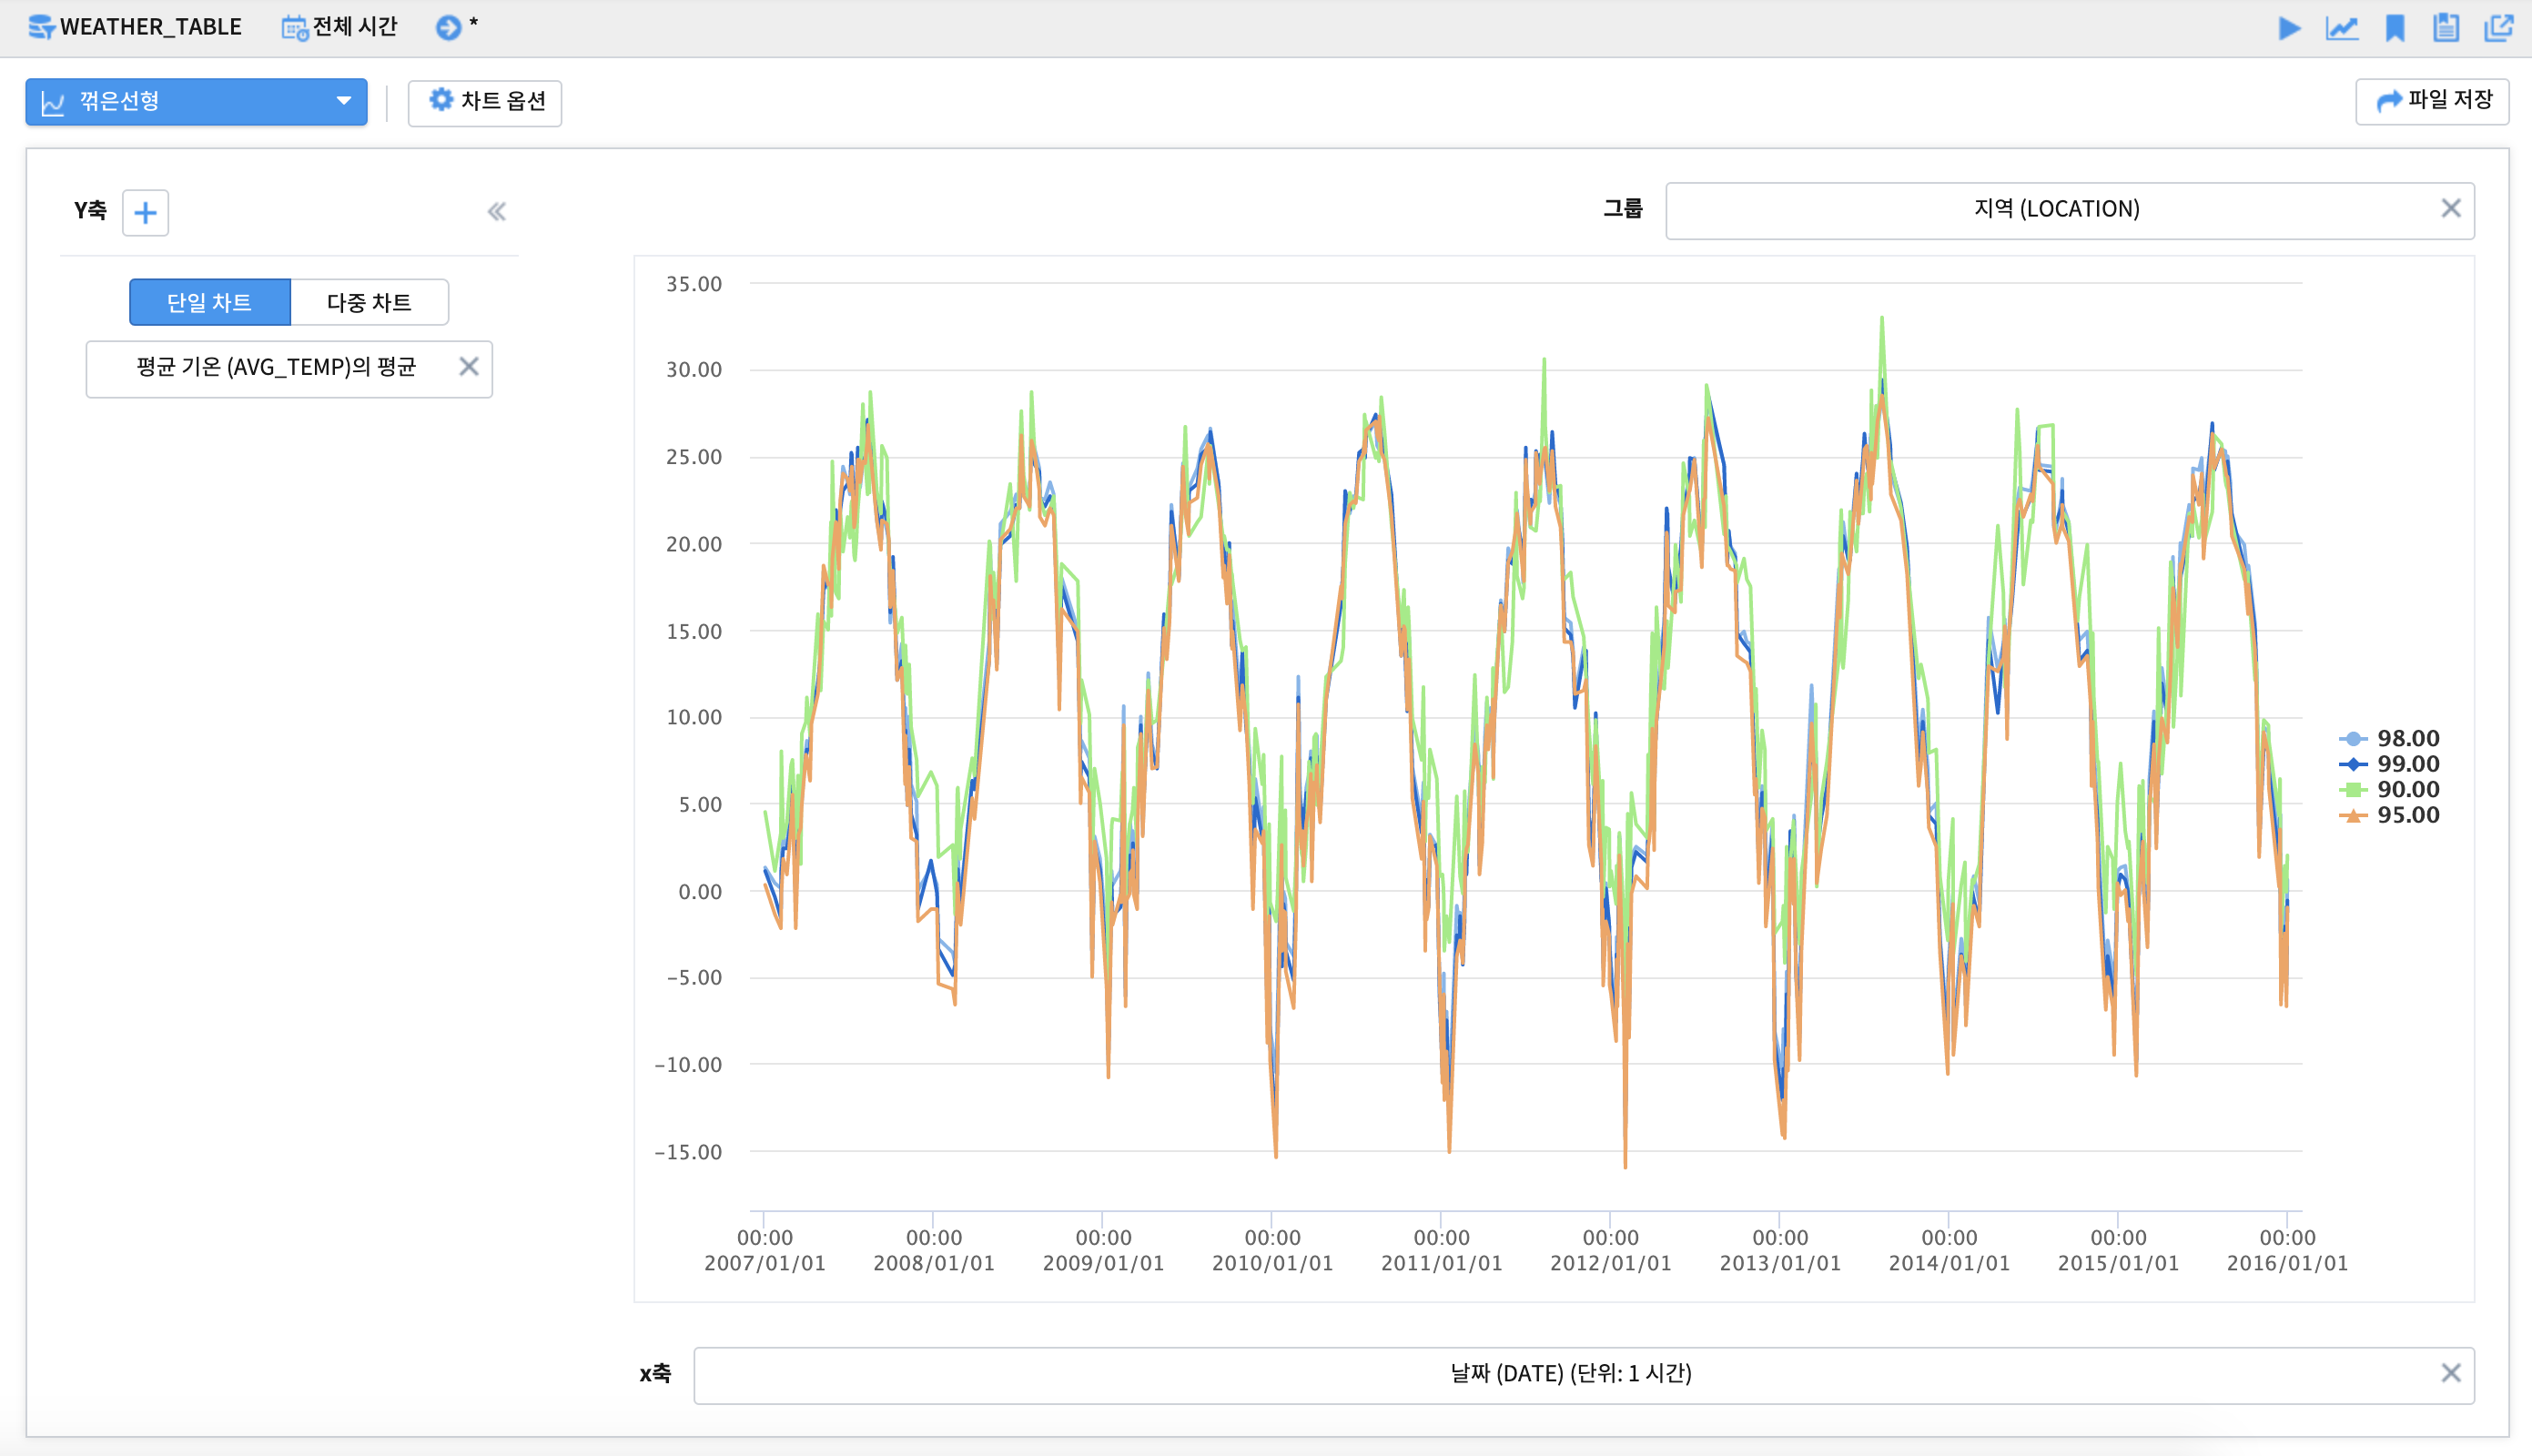 WEATHER_TABLE 전체 시간 *
꺾은선형 차트 옵션 파일 저장
Y축 그룹 지역 (LOCATION)
단일 차트 다중 차트
평균 기온 (AVG_TEMP)의 평균
35.00
30.00
25.00
20.00
15.00
10.00
5.00
0.00
−5.00
−10.00
−15.00
98.00
99.00
90.00
95.00
00:00 00:00 00:00 00:00 00:00 00:00 00:00 00:00 00:00 00:00
2007/01/01 2008/01/01 2009/01/01 2010/01/01 2011/01/01 2012/01/01 2013/01/01 2014/01/01 2015/01/01 2016/01/01
x축 날짜 (DATE) (단위: 1 시간)